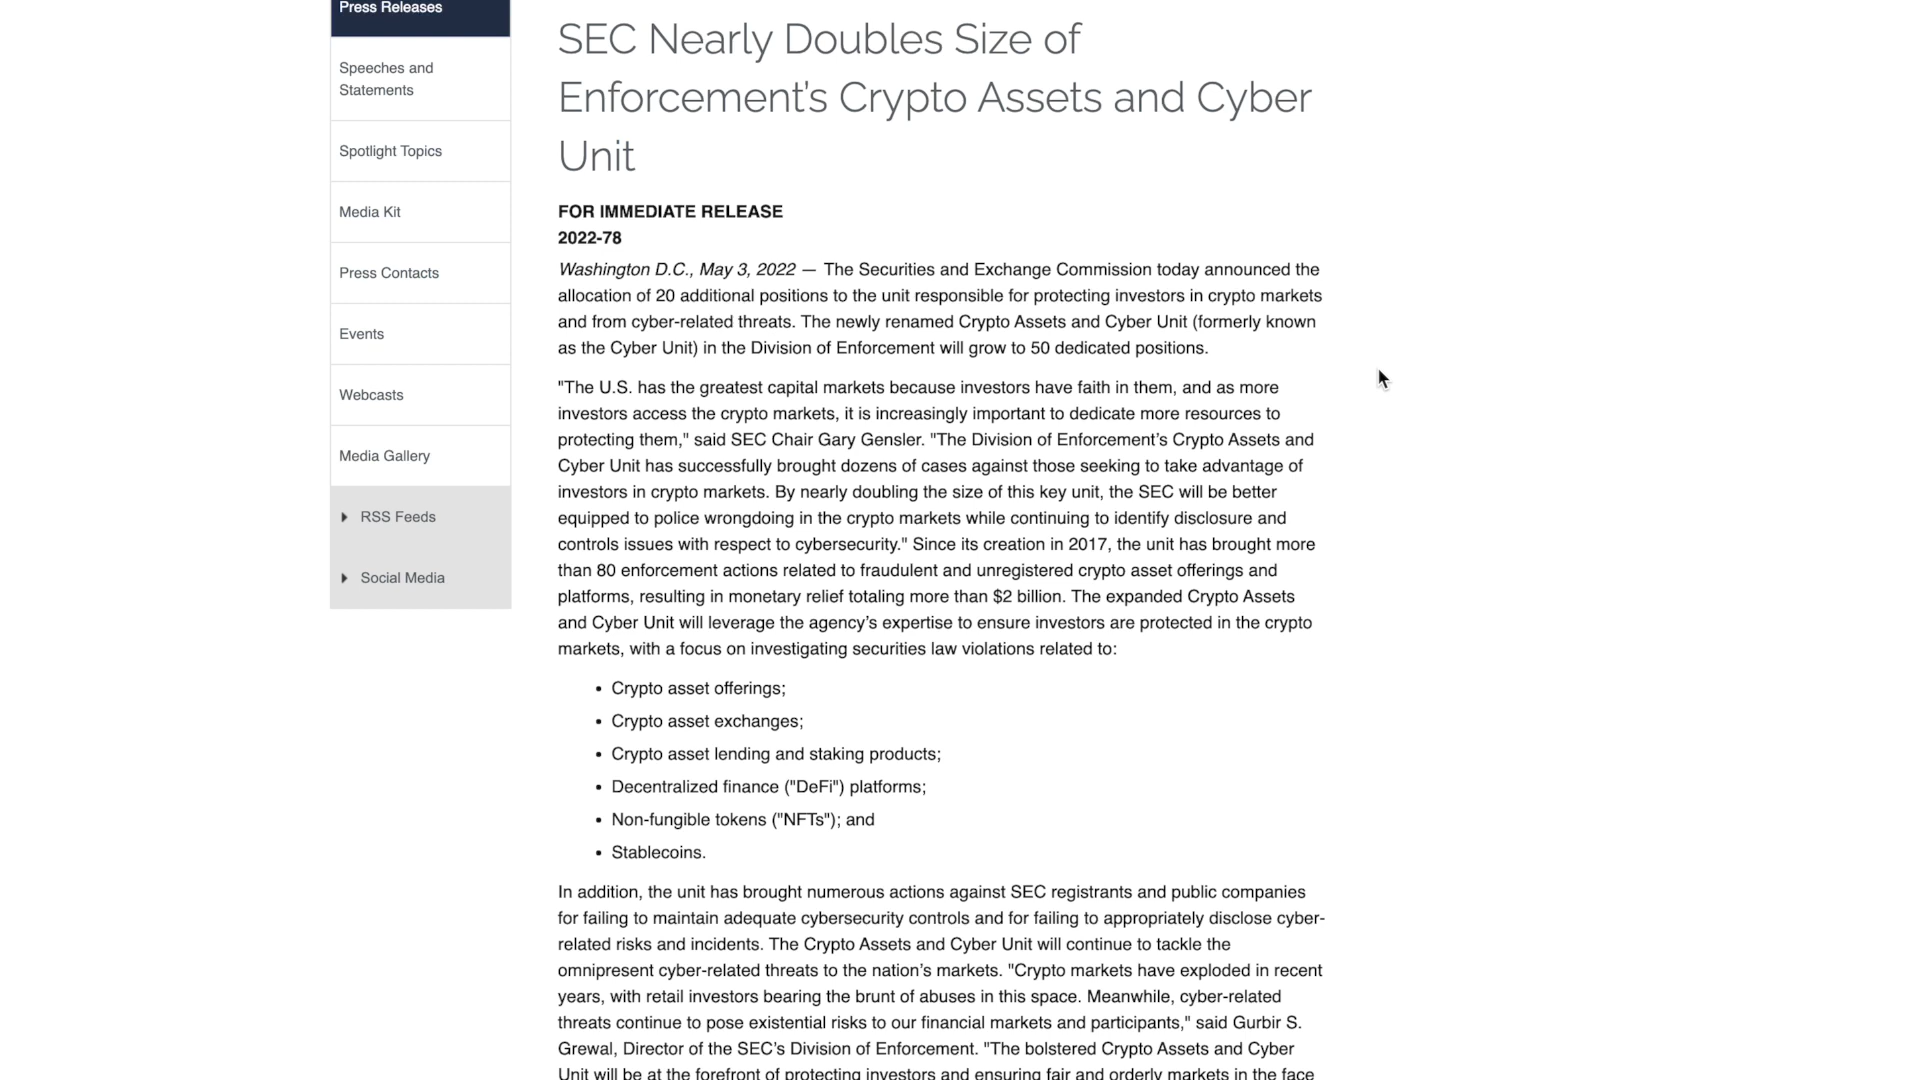 Press Releases
Speeches and
Statements
Spotlight Topics
Media Kit
Press Contacts
Events
Webcasts
Media Gallery
RSS Feeds
Social Media
SEC Nearly Doubles Size of
Enforcement’s Crypto Assets and Cyber
Unit
FOR IMMEDIATE RELEASE
2022-78
Washington D.C., May 3, 2022 — The Securities and Exchange Commission today announced the
allocation of 20 additional positions to the unit responsible for protecting investors in crypto markets
and from cyber-related threats. The newly renamed Crypto Assets and Cyber Unit (formerly known
as the Cyber Unit) in the Division of Enforcement will grow to 50 dedicated positions.
"The U.S. has the greatest capital markets because investors have faith in them, and as more
investors access the crypto markets, it is increasingly important to dedicate more resources to
protecting them," said SEC Chair Gary Gensler. "The Division of Enforcement’s Crypto Assets and
Cyber Unit has successfully brought dozens of cases against those seeking to take advantage of
investors in crypto markets. By nearly doubling the size of this key unit, the SEC will be better
equipped to police wrongdoing in the crypto markets while continuing to identify disclosure and
controls issues with respect to cybersecurity." Since its creation in 2017, the unit has brought more
than 80 enforcement actions related to fraudulent and unregistered crypto asset offerings and
platforms, resulting in monetary relief totaling more than $2 billion. The expanded Crypto Assets
and Cyber Unit will leverage the agency’s expertise to ensure investors are protected in the crypto
markets, with a focus on investigating securities law violations related to:
• Crypto asset offerings;
• Crypto asset exchanges;
• Crypto asset lending and staking products;
• Decentralized finance ("DeFi") platforms;
• Non-fungible tokens ("NFTs"); and
• Stablecoins.
In addition, the unit has brought numerous actions against SEC registrants and public companies
for failing to maintain adequate cybersecurity controls and for failing to appropriately disclose cyber-
related risks and incidents. The Crypto Assets and Cyber Unit will continue to tackle the
omnipresent cyber-related threats to the nation’s markets. "Crypto markets have exploded in recent
years, with retail investors bearing the brunt of abuses in this space. Meanwhile, cyber-related
threats continue to pose existential risks to our financial markets and participants," said Gurbir S.
Grewal, Director of the SEC’s Division of Enforcement. "The bolstered Crypto Assets and Cyber
Unit will be at the forefront of protecting investors and ensuring fair and orderly markets in the face